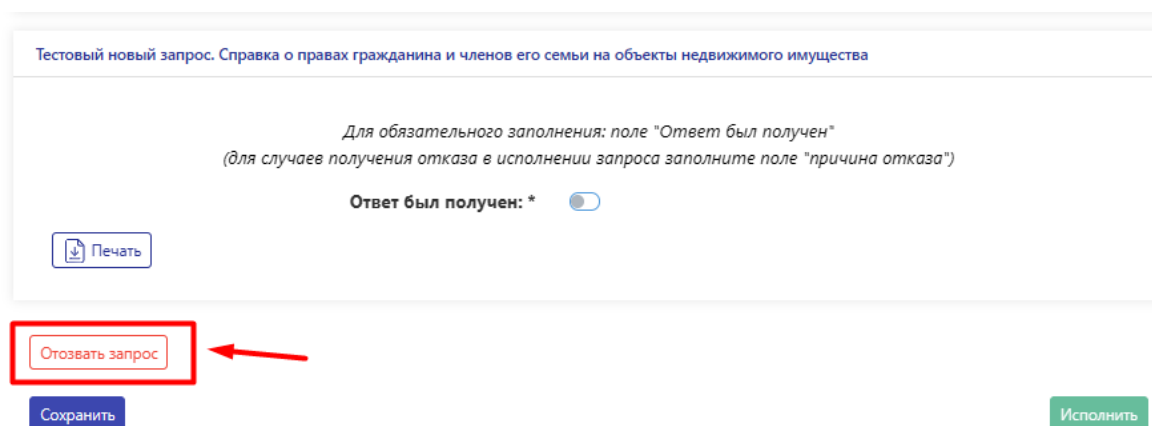 Тестовый новый запрос. Справка о правах гражданина и членов его семьи на объекты недвижимого имущества
Для обязательного заполнения: поле "Ответ был получен"
(для случаев получения отказа в исполнении запроса заполните поле "причина отказа")
Ответ был получен: *
Печать
Отозвать запрос
Сохранить
Исполнить